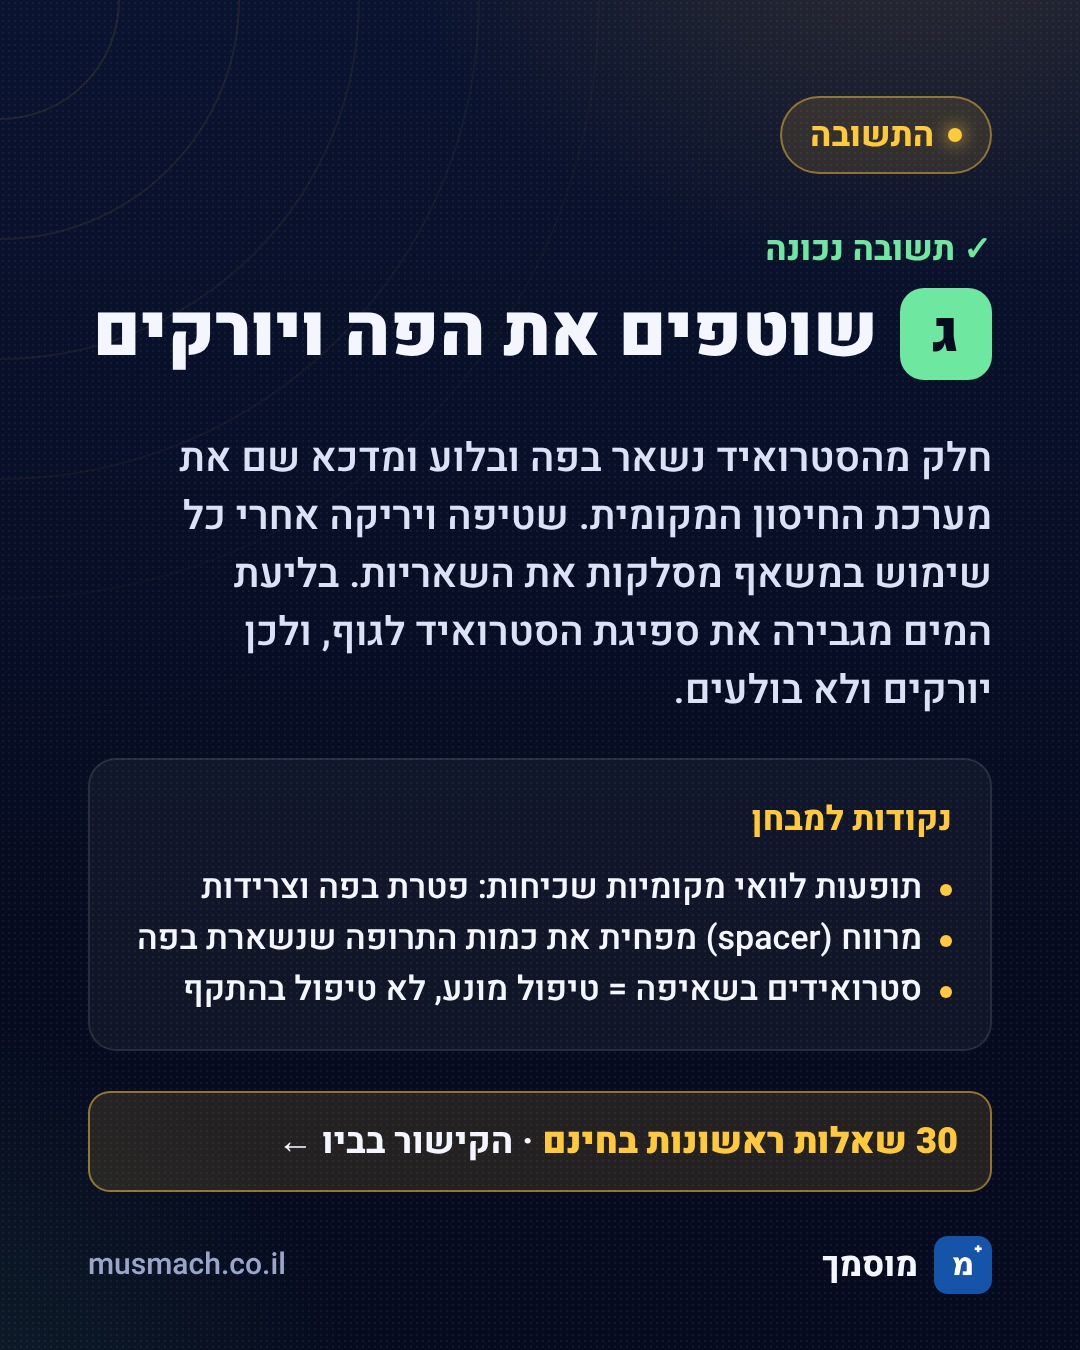 התשובה
✓ תשובה נכונה
ג שוטפים את הפה ויורקים
חלק מהסטרואיד נשאר בפה ובלוע ומדכא שם את
מערכת החיסון המקומית. שטיפה ויריקה אחרי כל
שימוש במשאף מסלקות את השאריות. בליעת
המים מגבירה את ספיגת הסטרואיד לגוף, ולכן
יורקים ולא בולעים.
נקודות למבחן
• תופעות לוואי מקומיות שכיחות: פטרת בפה וצרידות
• מרווח (spacer) מפחית את כמות התרופה שנשארת בפה
• סטרואידים בשאיפה = טיפול מונע, לא טיפול בהתקף
30 שאלות ראשונות בחינם · הקישור בביו ←
מ מוסמך
musmach.co.il